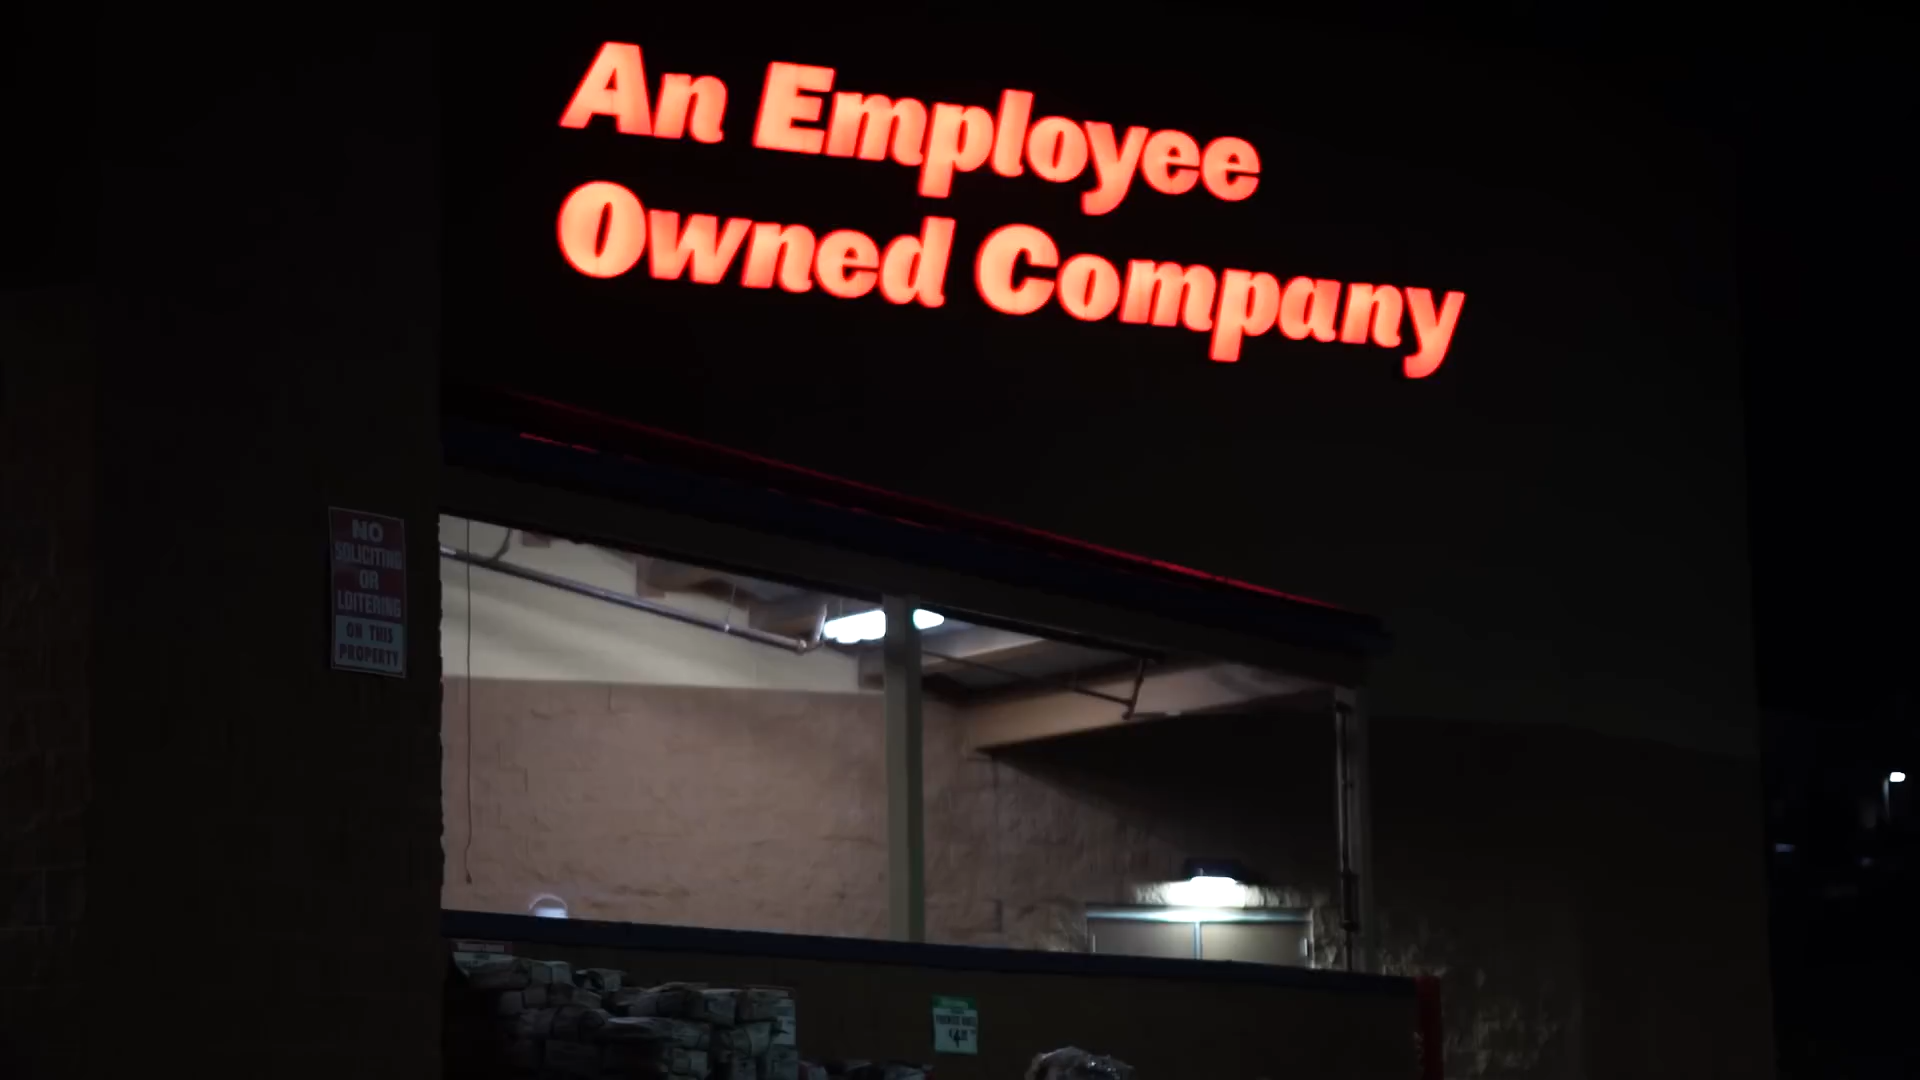 An Employee
Owned Company
NO
SOLICITING
OR
LOITERING
ON THIS
PROPERTY